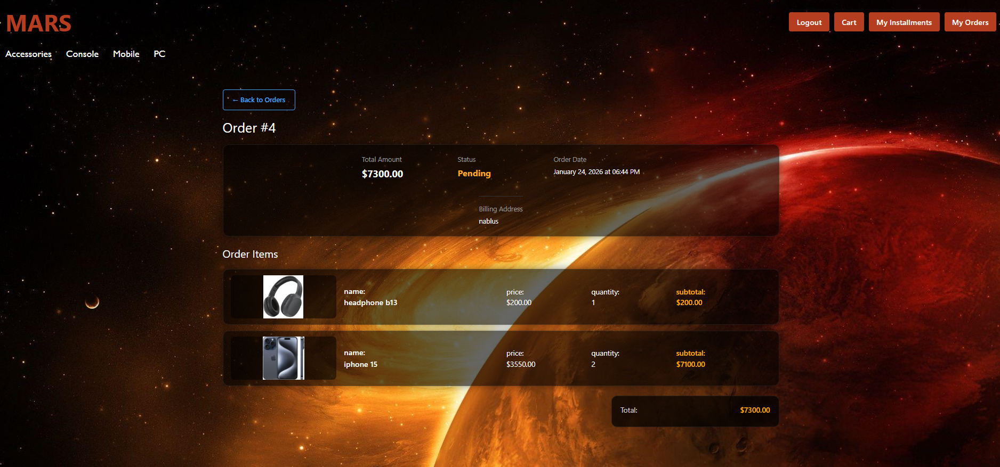 MARS
Logout
Cart
My Installments
My Orders
Accessories
Console
Mobile
PC
← Back to Orders
Order #4
Total Amount
$7300.00
Status
Pending
Order Date
January 24, 2026 at 06:44 PM
Billing Address
nablus
Order Items
name:
headphone b13
price:
$200.00
quantity:
1
subtotal:
$200.00
name:
iphone 15
price:
$3550.00
quantity:
2
subtotal:
$7100.00
Total:
$7300.00